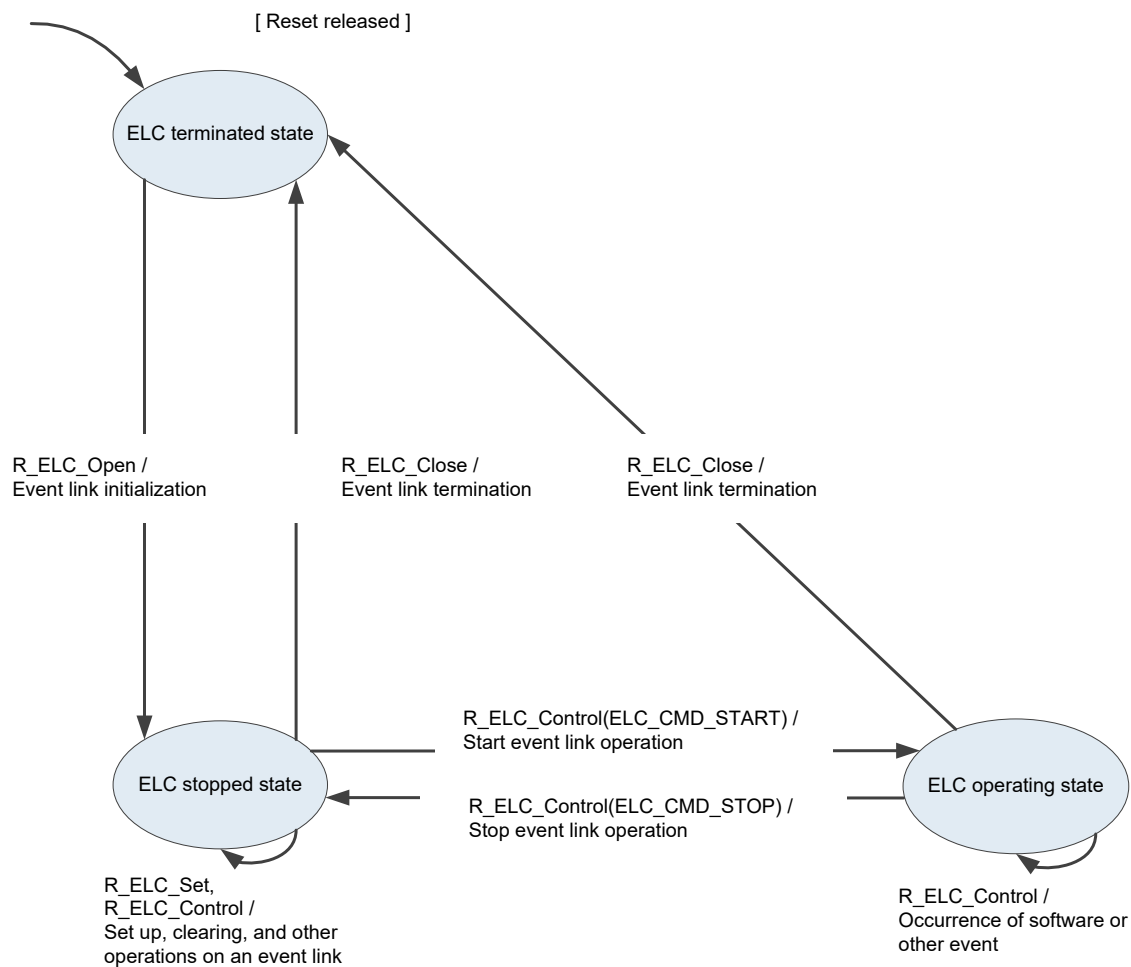 [ Reset released ]
ELC terminated state
R_ELC_Open /
Event link initialization
R_ELC_Close /
Event link termination
R_ELC_Close /
Event link termination
R_ELC_Control(ELC_CMD_START) /
Start event link operation
ELC stopped state
ELC operating state
R_ELC_Control(ELC_CMD_STOP) /
Stop event link operation
R_ELC_Set,
R_ELC_Control /
Set up, clearing, and other
operations on an event link
R_ELC_Control /
Occurrence of software or
other event